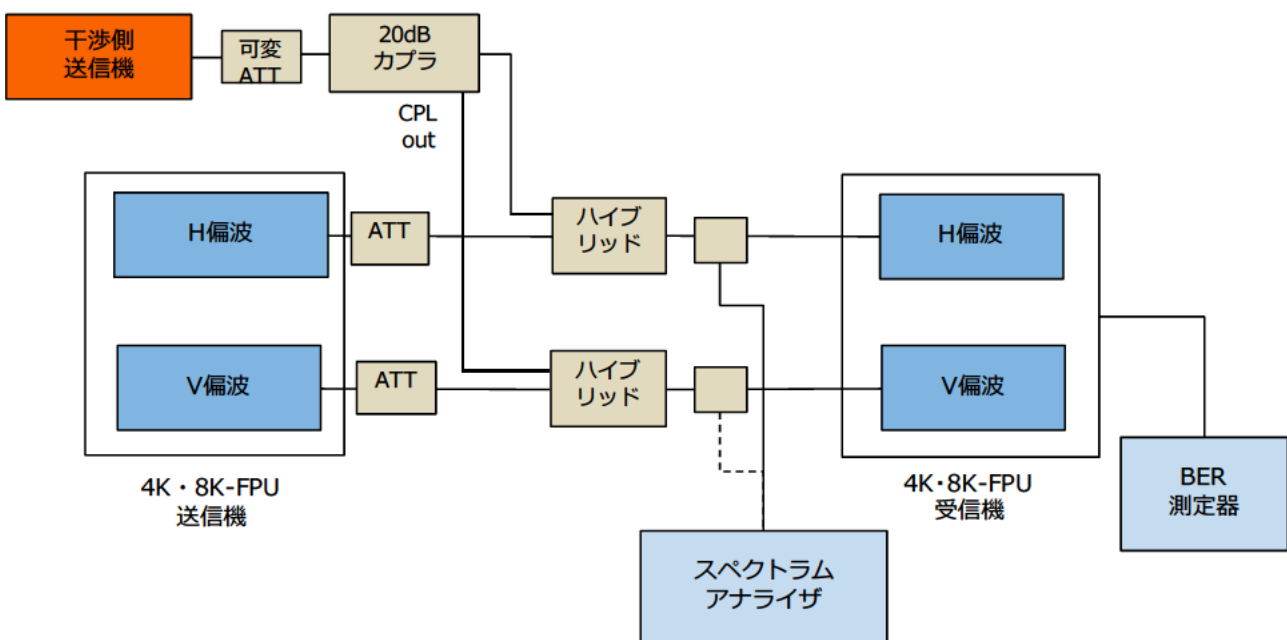 干渉側
送信機
可変
ATT
20dB
カプラ
CPL
out
H偏波
ATT
ハイブ
リッド
H偏波
V偏波
ATT
ハイブ
リッド
V偏波
4K・8K-FPU
送信機
4K・8K-FPU
受信機
BER
測定器
スペクトラム
アナライザ